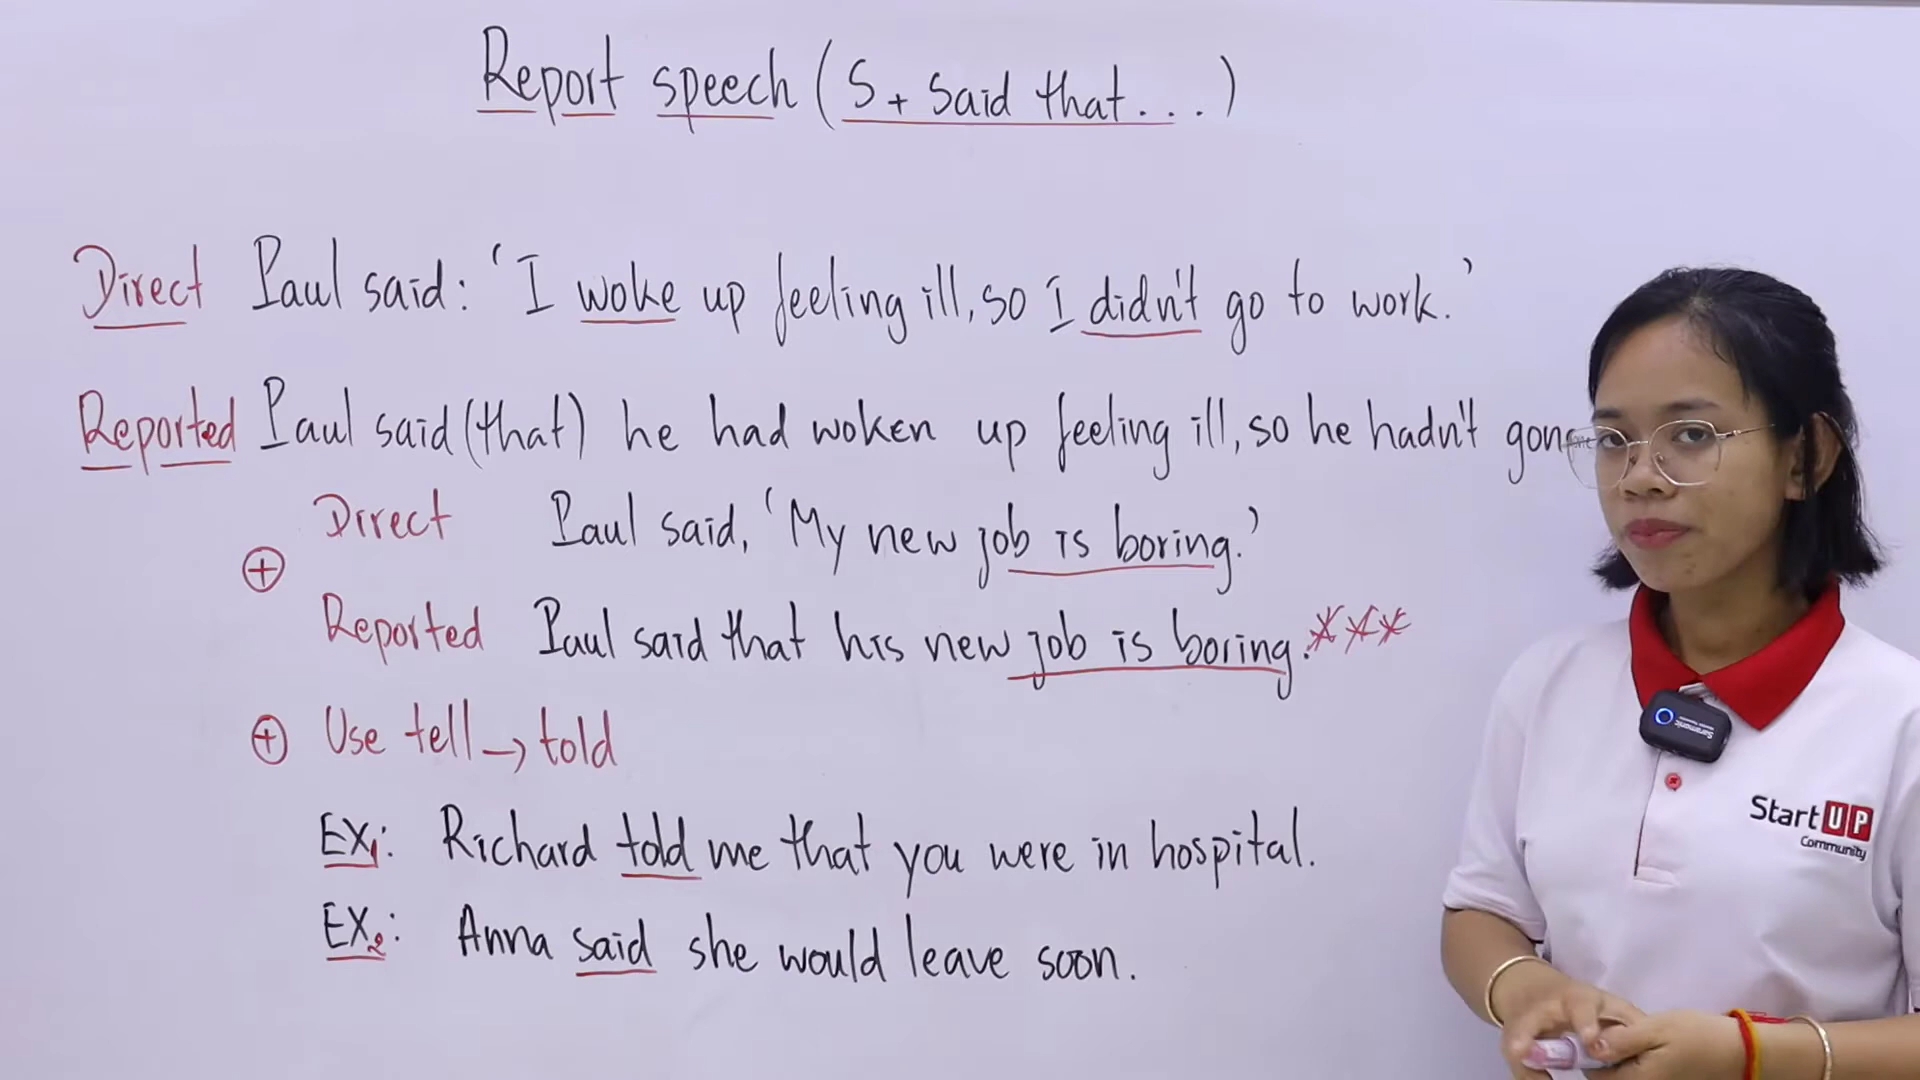 Report speech (S + Said that...)
Direct Paul said: 'I woke up feeling ill, so I didn't go to work.'
Reported Paul said (that) he had woken up feeling ill, so he hadn't gone
Direct Paul said, 'My new job is boring.'
⊕
Reported Paul said that his new job is boring. ***
⊕ Use tell → told
EX1: Richard told me that you were in hospital.
EX2: Anna said she would leave soon.
Saramonic
StartUP
Community